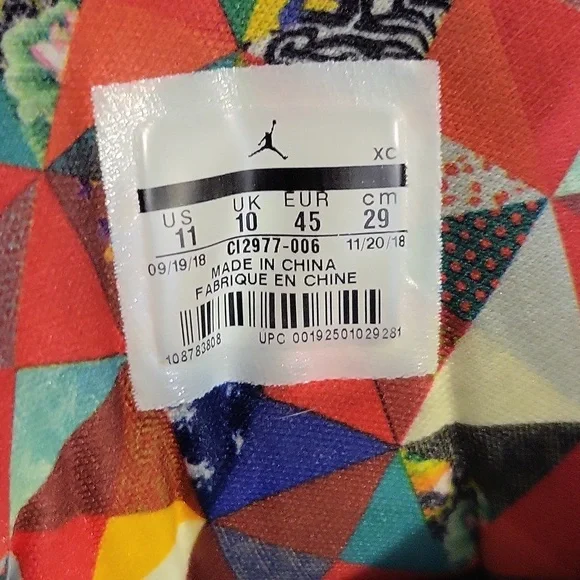 XC
US UK EUR cm
11 10 45 29
09/19/18 CI2977-006 11/20/18
MADE IN CHINA
FABRIQUE EN CHINE
108783808 UPC 00192501029281